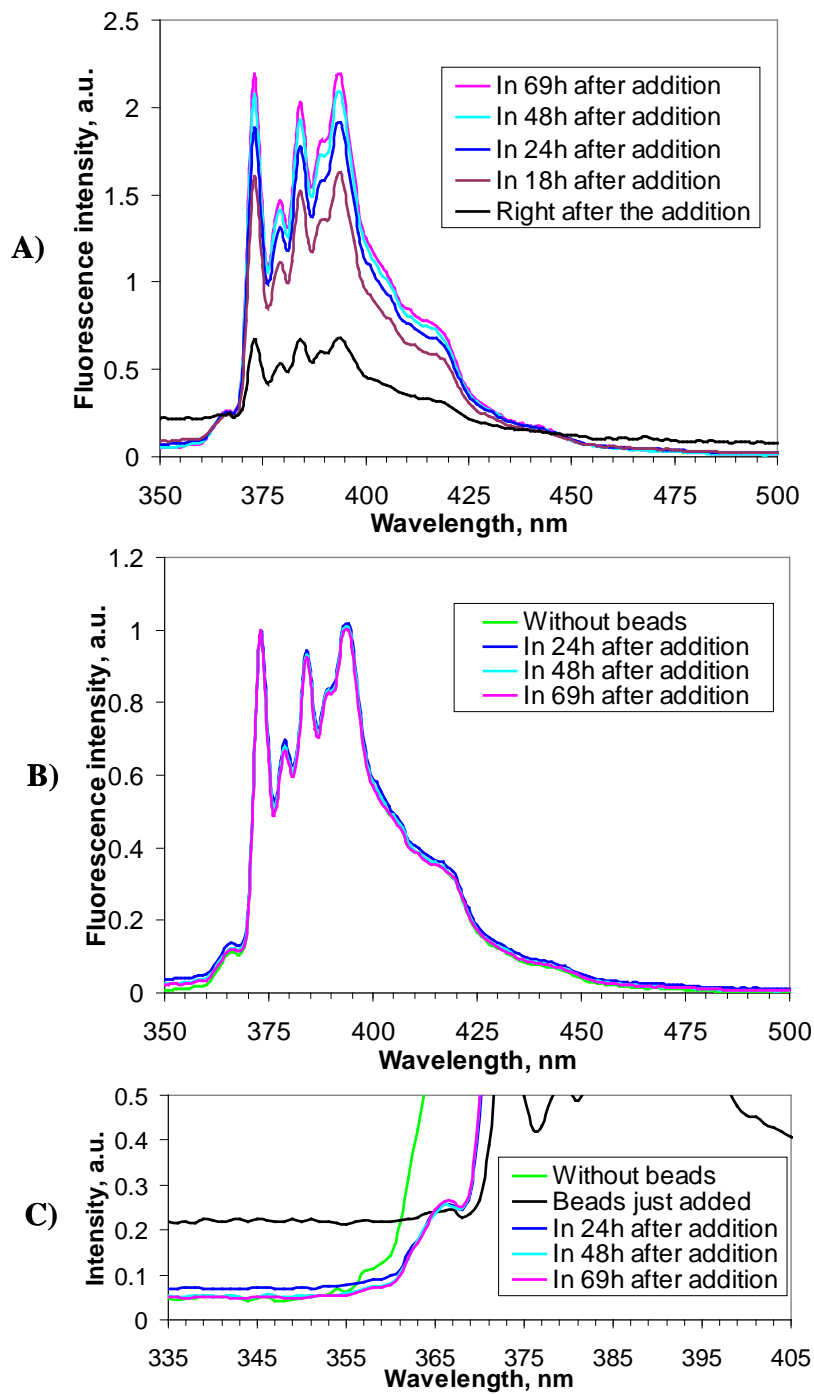 A)
Fluorescence intensity, a.u.
2.5
2
1.5
1
0.5
0
In 69h after addition
In 48h after addition
In 24h after addition
In 18h after addition
Right after the addition
350 375 400 425 450 475 500
Wavelength, nm
B)
Fluorescence intensity, a.u.
1.2
1
0.8
0.6
0.4
0.2
0
Without beads
In 24h after addition
In 48h after addition
In 69h after addition
350 375 400 425 450 475 500
Wavelength, nm
C)
Intensity, a.u.
0.5
0.4
0.3
0.2
0.1
0
Without beads
Beads just added
In 24h after addition
In 48h after addition
In 69h after addition
335 345 355 365 375 385 395 405
Wavelength, nm